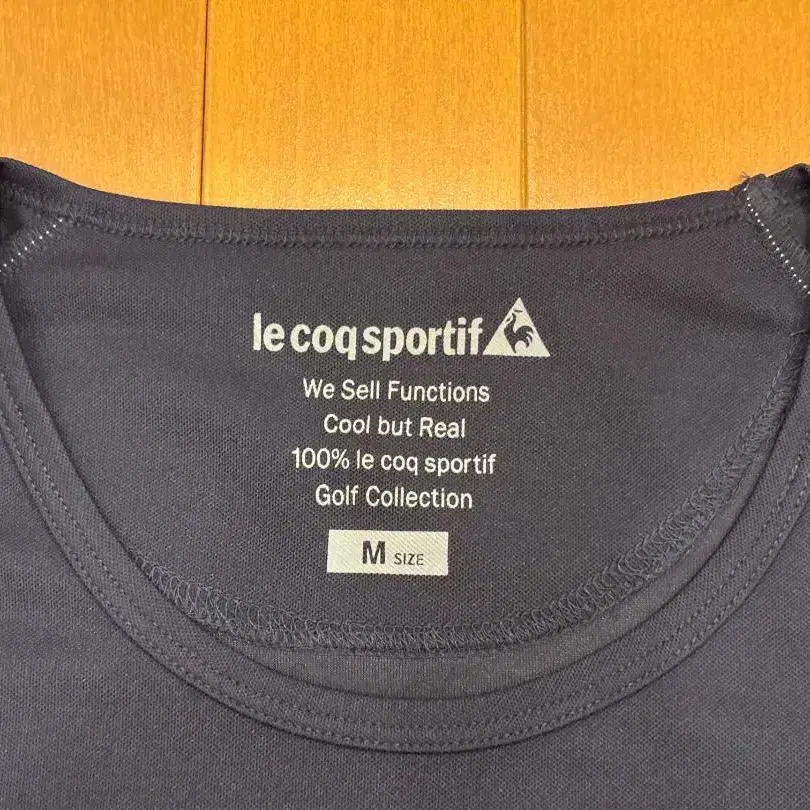 le coq sportif
We Sell Functions
Cool but Real
100% le coq sportif
Golf Collection
M SIZE